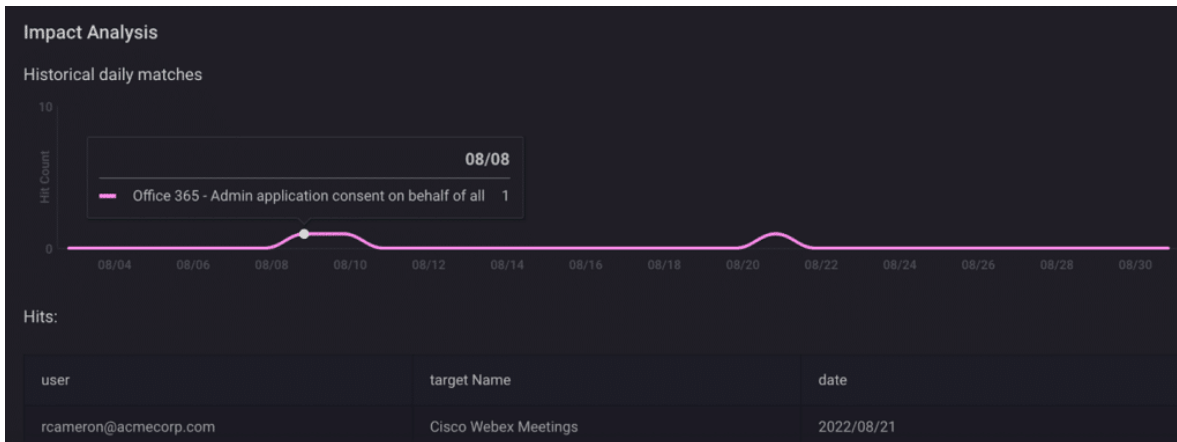 Impact Analysis
Historical daily matches
10
Hit Count
08/08
Office 365 - Admin application consent on behalf of all 1
0
08/04 08/06 08/08 08/10 08/12 08/14 08/16 08/18 08/20 08/22 08/24 08/26 08/28 08/30
Hits:
user target Name date
rcameron@acmecorp.com Cisco Webex Meetings 2022/08/21